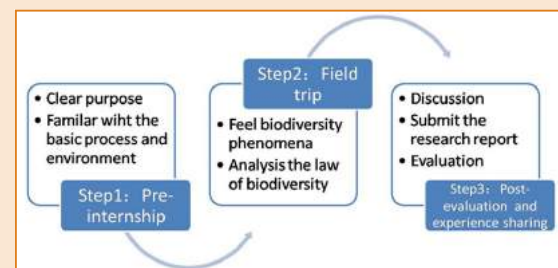 • Clear purpose
• Familar wiht the
basic process and
environment
Step1: Pre-
internship
Step2: Field
trip
• Feel biodiversity
phenomena
• Analysis the law
of biodiversity
• Discussion
• Submit the
research report
• Evaluation
Step3: Post-
evaluation and
experience sharing